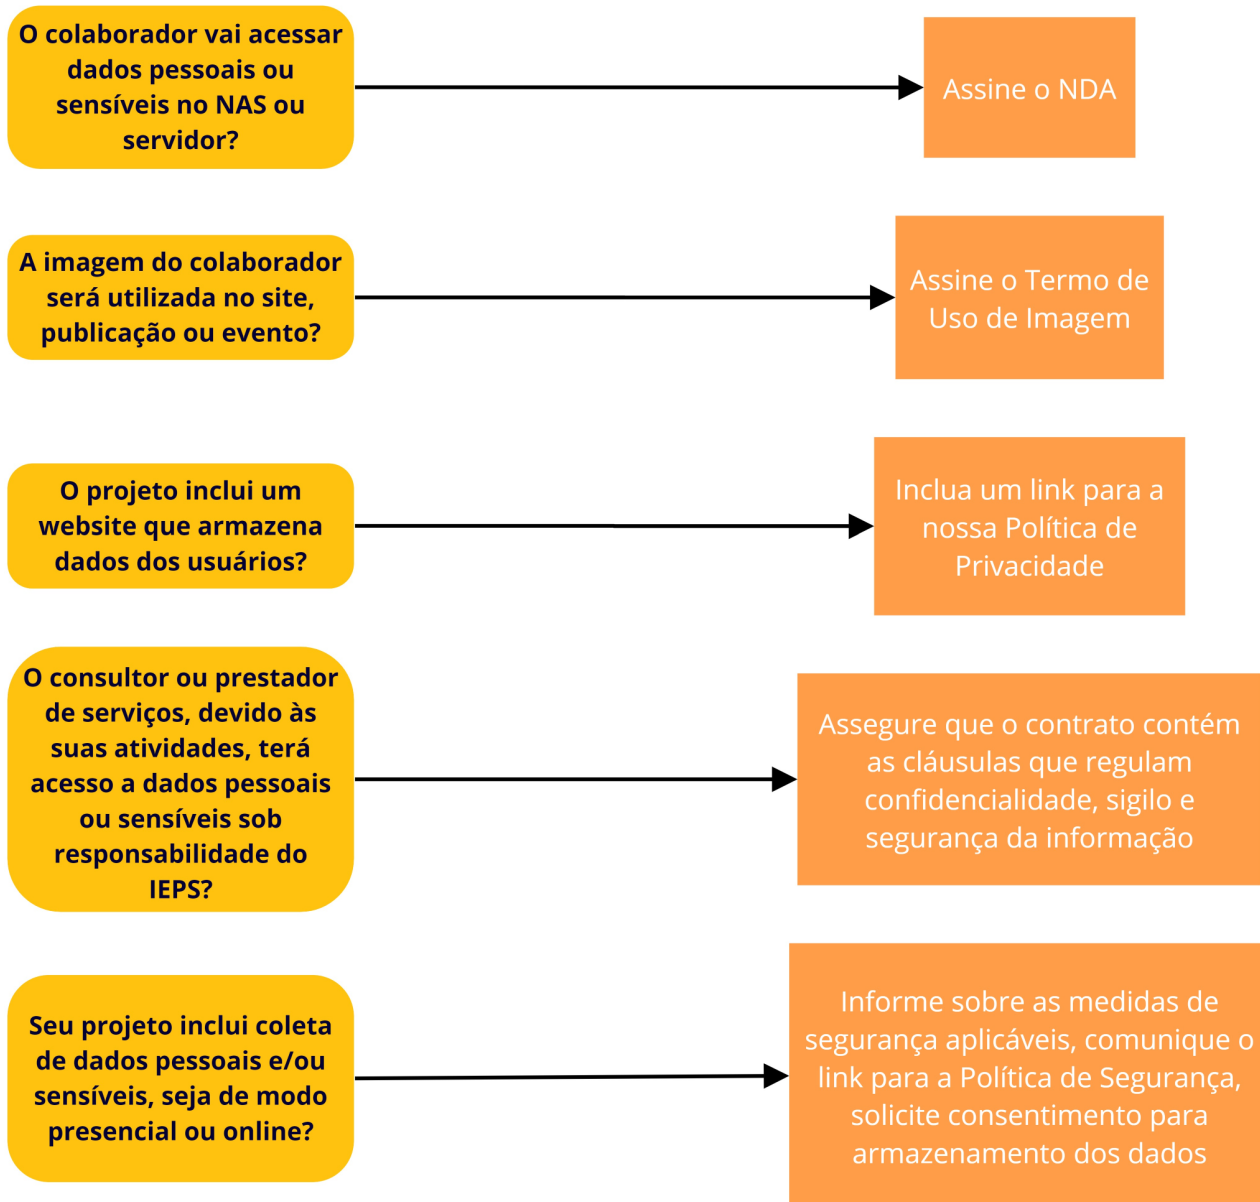 O colaborador vai acessar
dados pessoais ou
sensíveis no NAS ou
servidor?
Assine o NDA
A imagem do colaborador
será utilizada no site,
publicação ou evento?
Assine o Termo de
Uso de Imagem
O projeto inclui um
website que armazena
dados dos usuários?
Inclua um link para a
nossa Política de
Privacidade
O consultor ou prestador
de serviços, devido às
suas atividades, terá
acesso a dados pessoais
ou sensíveis sob
responsabilidade do
IEPS?
Assegure que o contrato contém
as cláusulas que regulam
confidencialidade, sigilo e
segurança da informação
Seu projeto inclui coleta
de dados pessoais e/ou
sensíveis, seja de modo
presencial ou online?
Informe sobre as medidas de
segurança aplicáveis, comunique o
link para a Política de Segurança,
solicite consentimento para
armazenamento dos dados